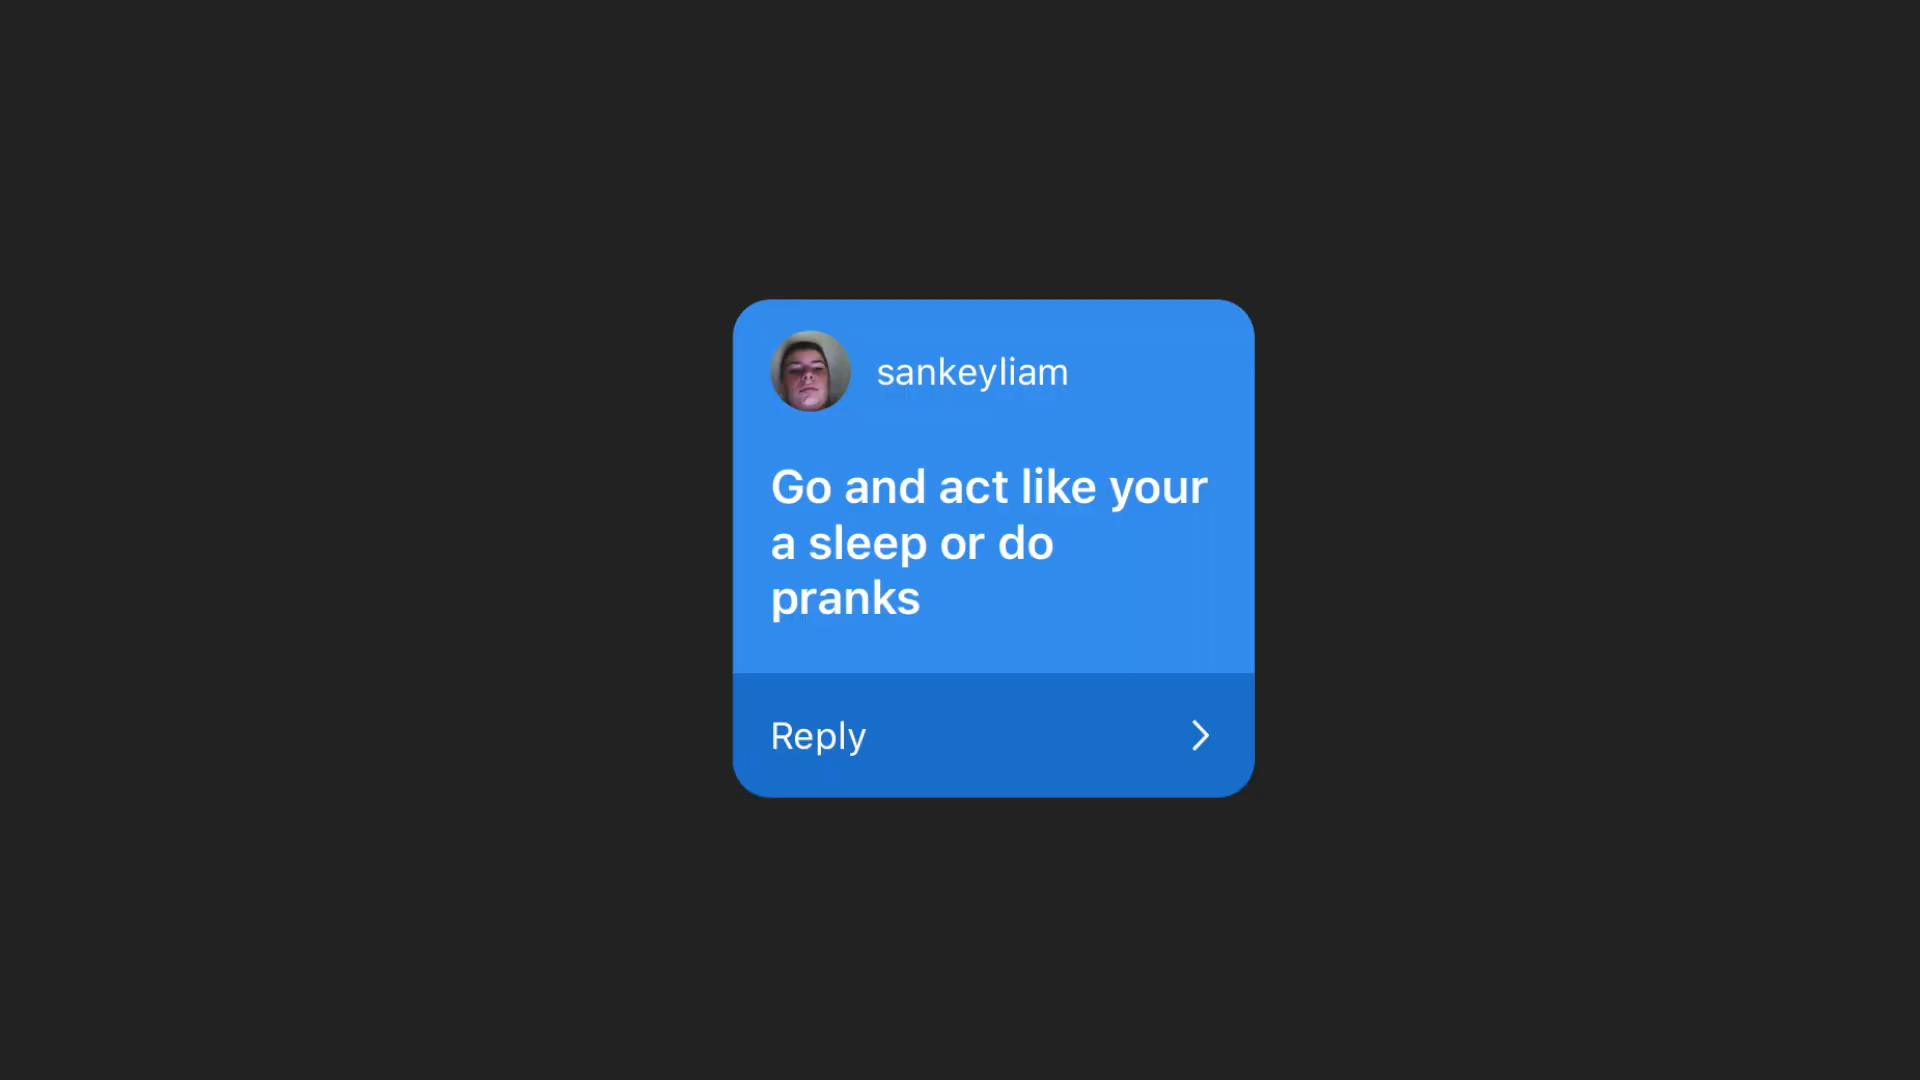 sankeyliam
Go and act like your
a sleep or do
pranks
Reply